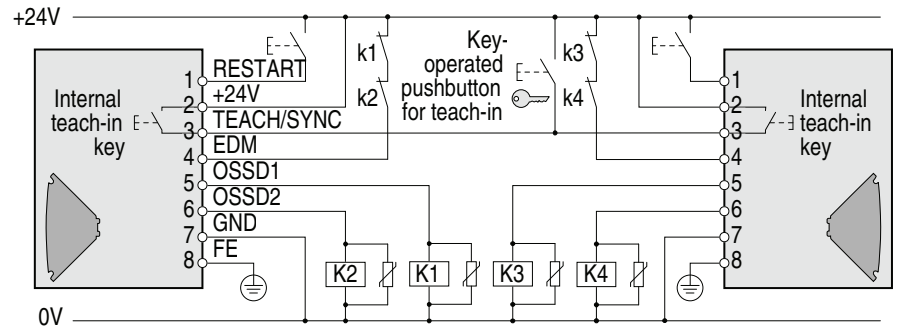 +24V
Internal
teach-in
key
1
2
3
4
5
6
7
8
RESTART
+24V
TEACH/SYNC
EDM
OSSD1
OSSD2
GND
FE
k1
k2
Key-
operated
pushbutton
for teach-in
k3
k4
K2
K1
K3
K4
1
2
3
4
5
6
7
8
Internal
teach-in
key
0V